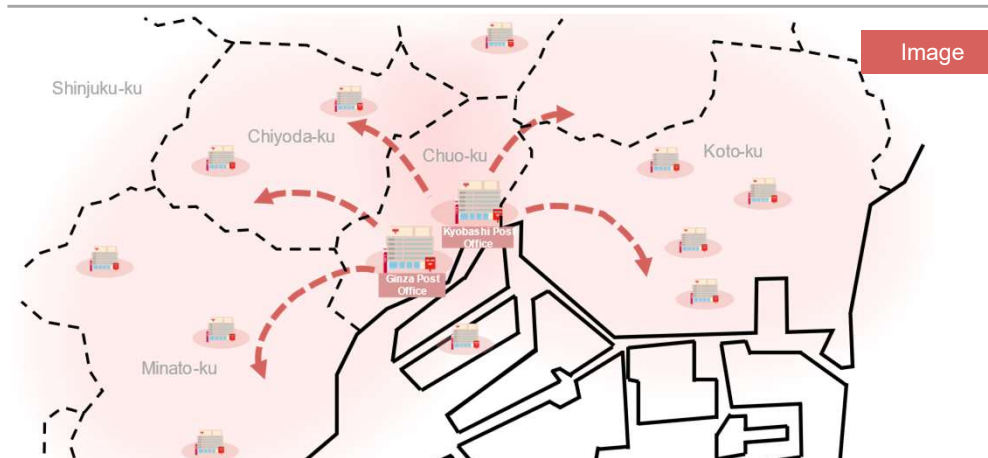 Image
Shinjuku-ku
Chiyoda-ku
Chuo-ku
Koto-ku
Kyobashi Post
Office
Ginza Post
Office
Minato-ku